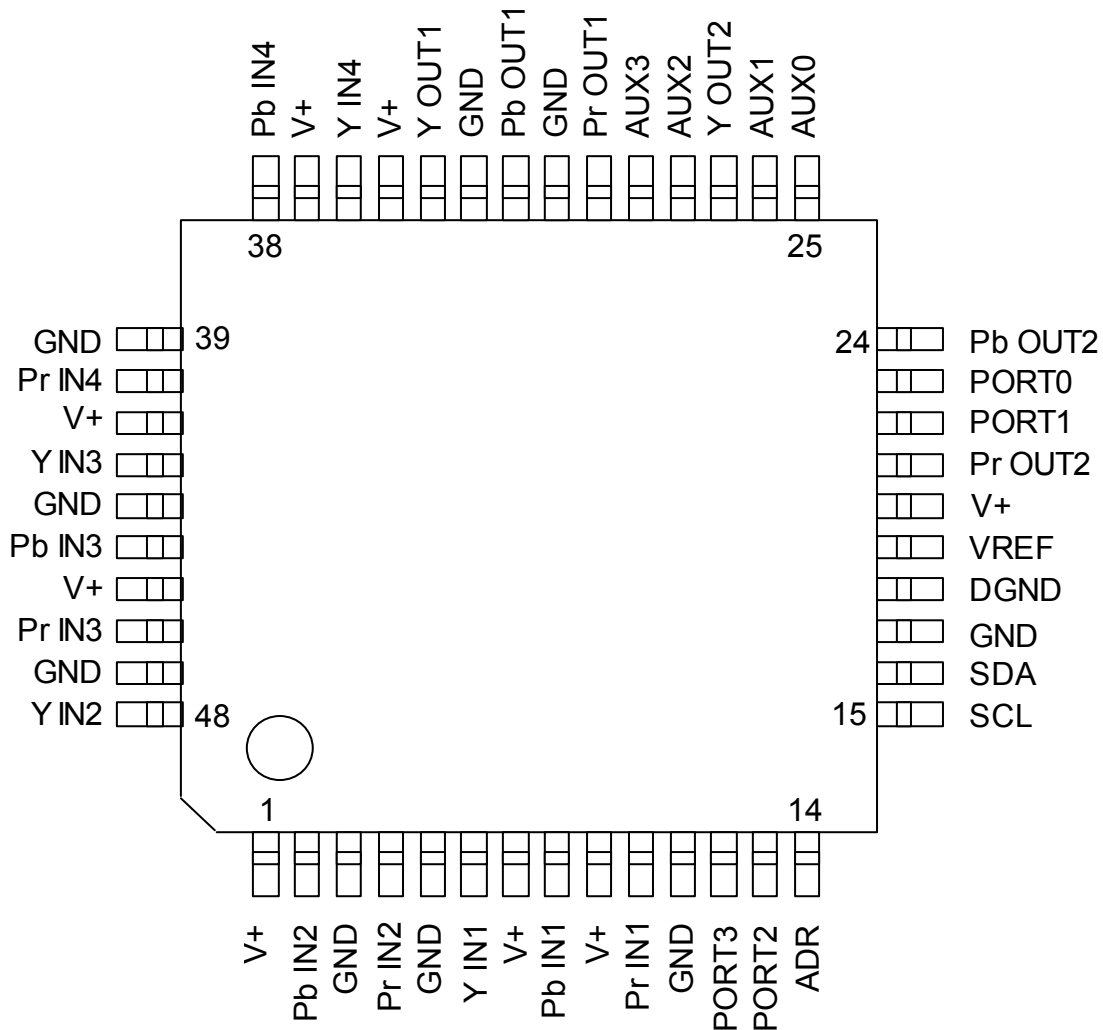 Pb IN4
V+
Y IN4
V+
Y OUT1
GND
Pb OUT1
GND
Pr OUT1
AUX3
AUX2
Y OUT2
AUX1
AUX0
38
25
GND
39
24
Pb OUT2
Pr IN4
PORT0
V+
PORT1
Y IN3
Pr OUT2
GND
V+
Pb IN3
VREF
V+
DGND
Pr IN3
GND
GND
SDA
Y IN2
48
15
SCL
1
14
V+
Pb IN2
GND
Pr IN2
GND
Y IN1
V+
Pb IN1
V+
Pr IN1
GND
PORT3
PORT2
ADR